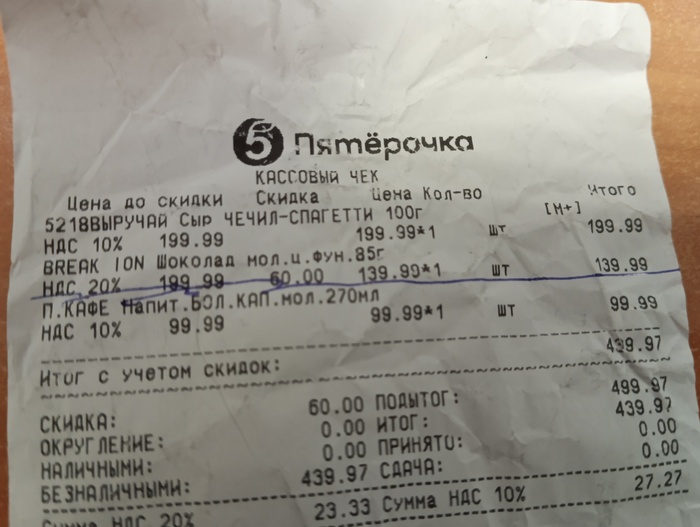 5 Пятёрочка
КАССОВЫЙ ЧЕК
Цена до скидки Скидка Цена Кол-во Итого
5218ВЫРУЧАЙ Сыр ЧЕЧИЛ-СПАГЕТТИ 100г [М+]
НДС 10% 199.99 199.99*1 шт 199.99
BREAK ION Шоколад мол.ц.фун.85г
НДС 20% 199.99 60.00 139.99*1 шт 139.99
П.КАФЕ Напит.БОЛ.КАП.мол.270мл
НДС 10% 99.99 99.99*1 шт 99.99
Итог с учетом скидок: 439.97
СКИДКА: 60.00 ПОДЫТОГ: 499.97
ОКРУГЛЕНИЕ: 0.00 ИТОГ: 439.97
НАЛИЧНЫМИ: 0.00 ПРИНЯТО: 0.00
БЕЗНАЛИЧНЫМИ: 439.97 СДАЧА: 0.00
Сумма НДС 20% 23.33 Сумма НДС 10% 27.27